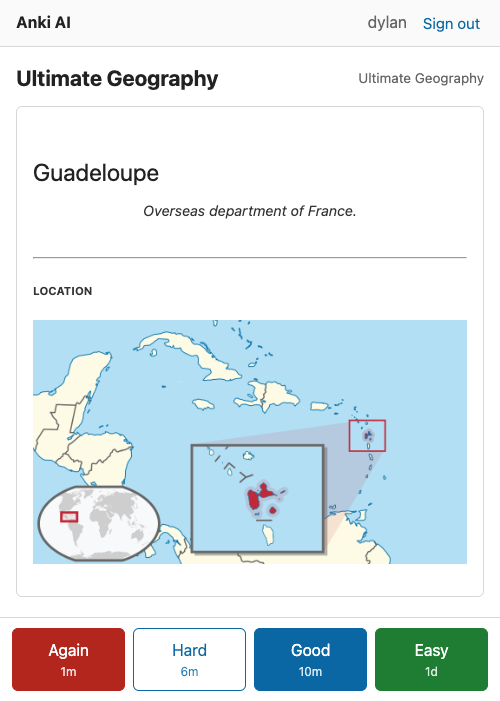 Anki AI
dylan Sign out
Ultimate Geography
Ultimate Geography
Guadeloupe
Overseas department of France.
LOCATION
Again
1m
Hard
6m
Good
10m
Easy
1d